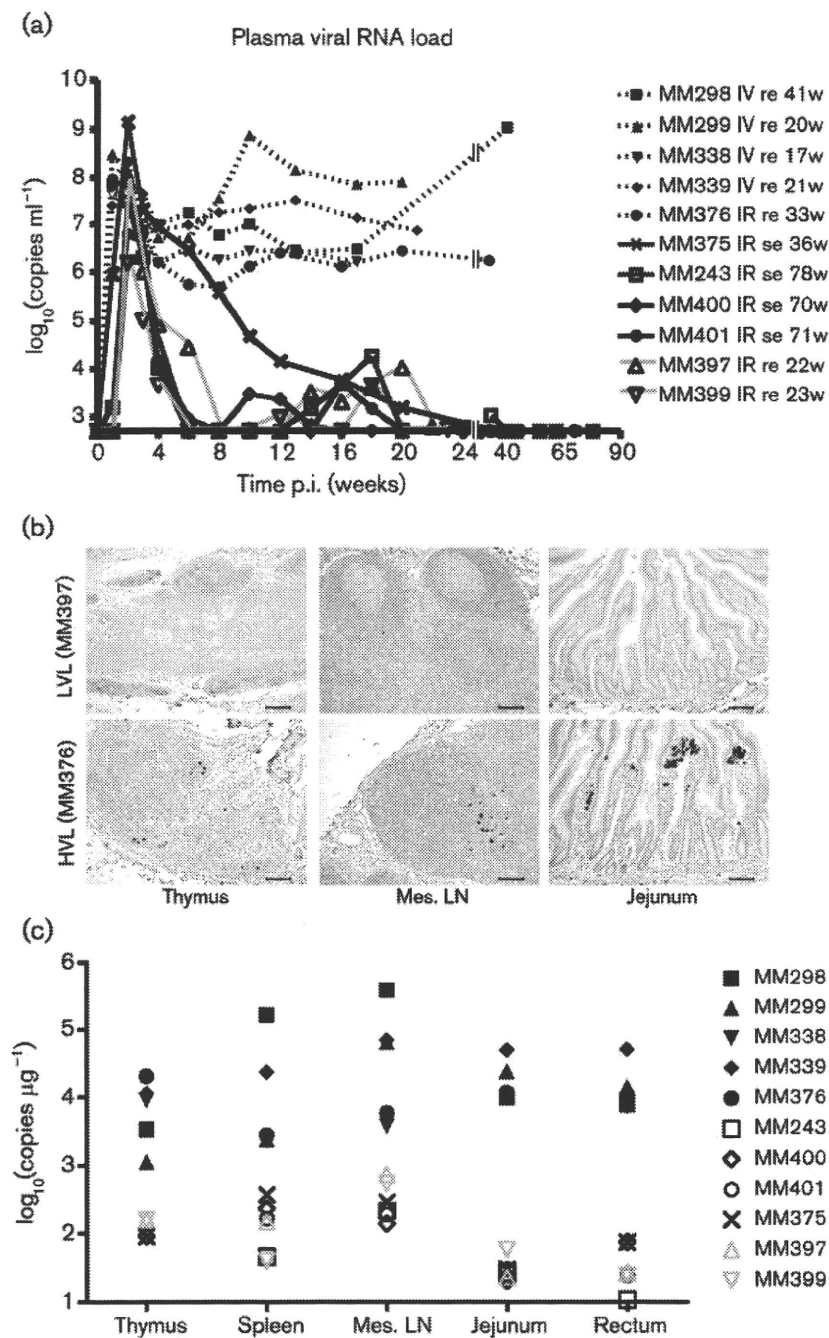 (a)
Plasma viral RNA load
log10(copies ml−1)
10
9
8
7
6
5
4
3
0 4 8 12 16 20 24 40 65 90
Time p.i. (weeks)
MM298 IV re 41w
MM299 IV re 20w
MM338 IV re 17w
MM339 IV re 21w
MM376 IR re 33w
MM375 IR se 36w
MM243 IR se 78w
MM400 IR se 70w
MM401 IR se 71w
MM397 IR re 22w
MM399 IR re 23w
(b)
LVL (MM397)
HVL (MM376)
Thymus Mes. LN Jejunum
(c)
log10(copies μg−1)
6
5
4
3
2
1
Thymus Spleen Mes. LN Jejunum Rectum
MM298
MM299
MM338
MM339
MM376
MM243
MM400
MM401
MM375
MM397
MM399